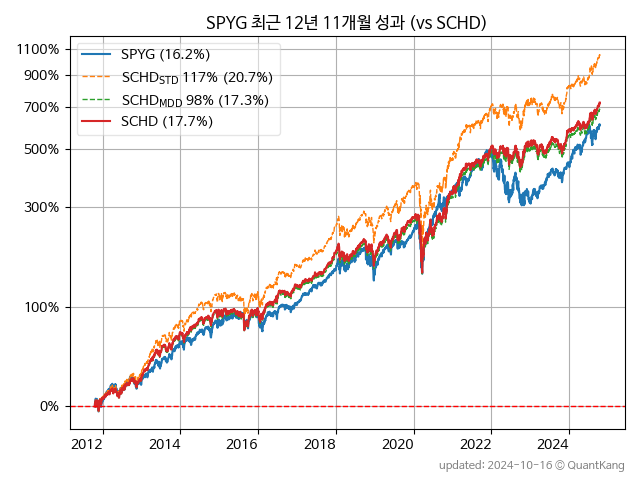 SPYG 최근 12년 11개월 성과 (vs SCHD)
1100%
900%
700%
500%
300%
100%
0%
SPYG (16.2%)
SCHD_STD 117% (20.7%)
SCHD_MDD 98% (17.3%)
SCHD (17.7%)
2012 2014 2016 2018 2020 2022 2024
updated: 2024-10-16 © QuantKang